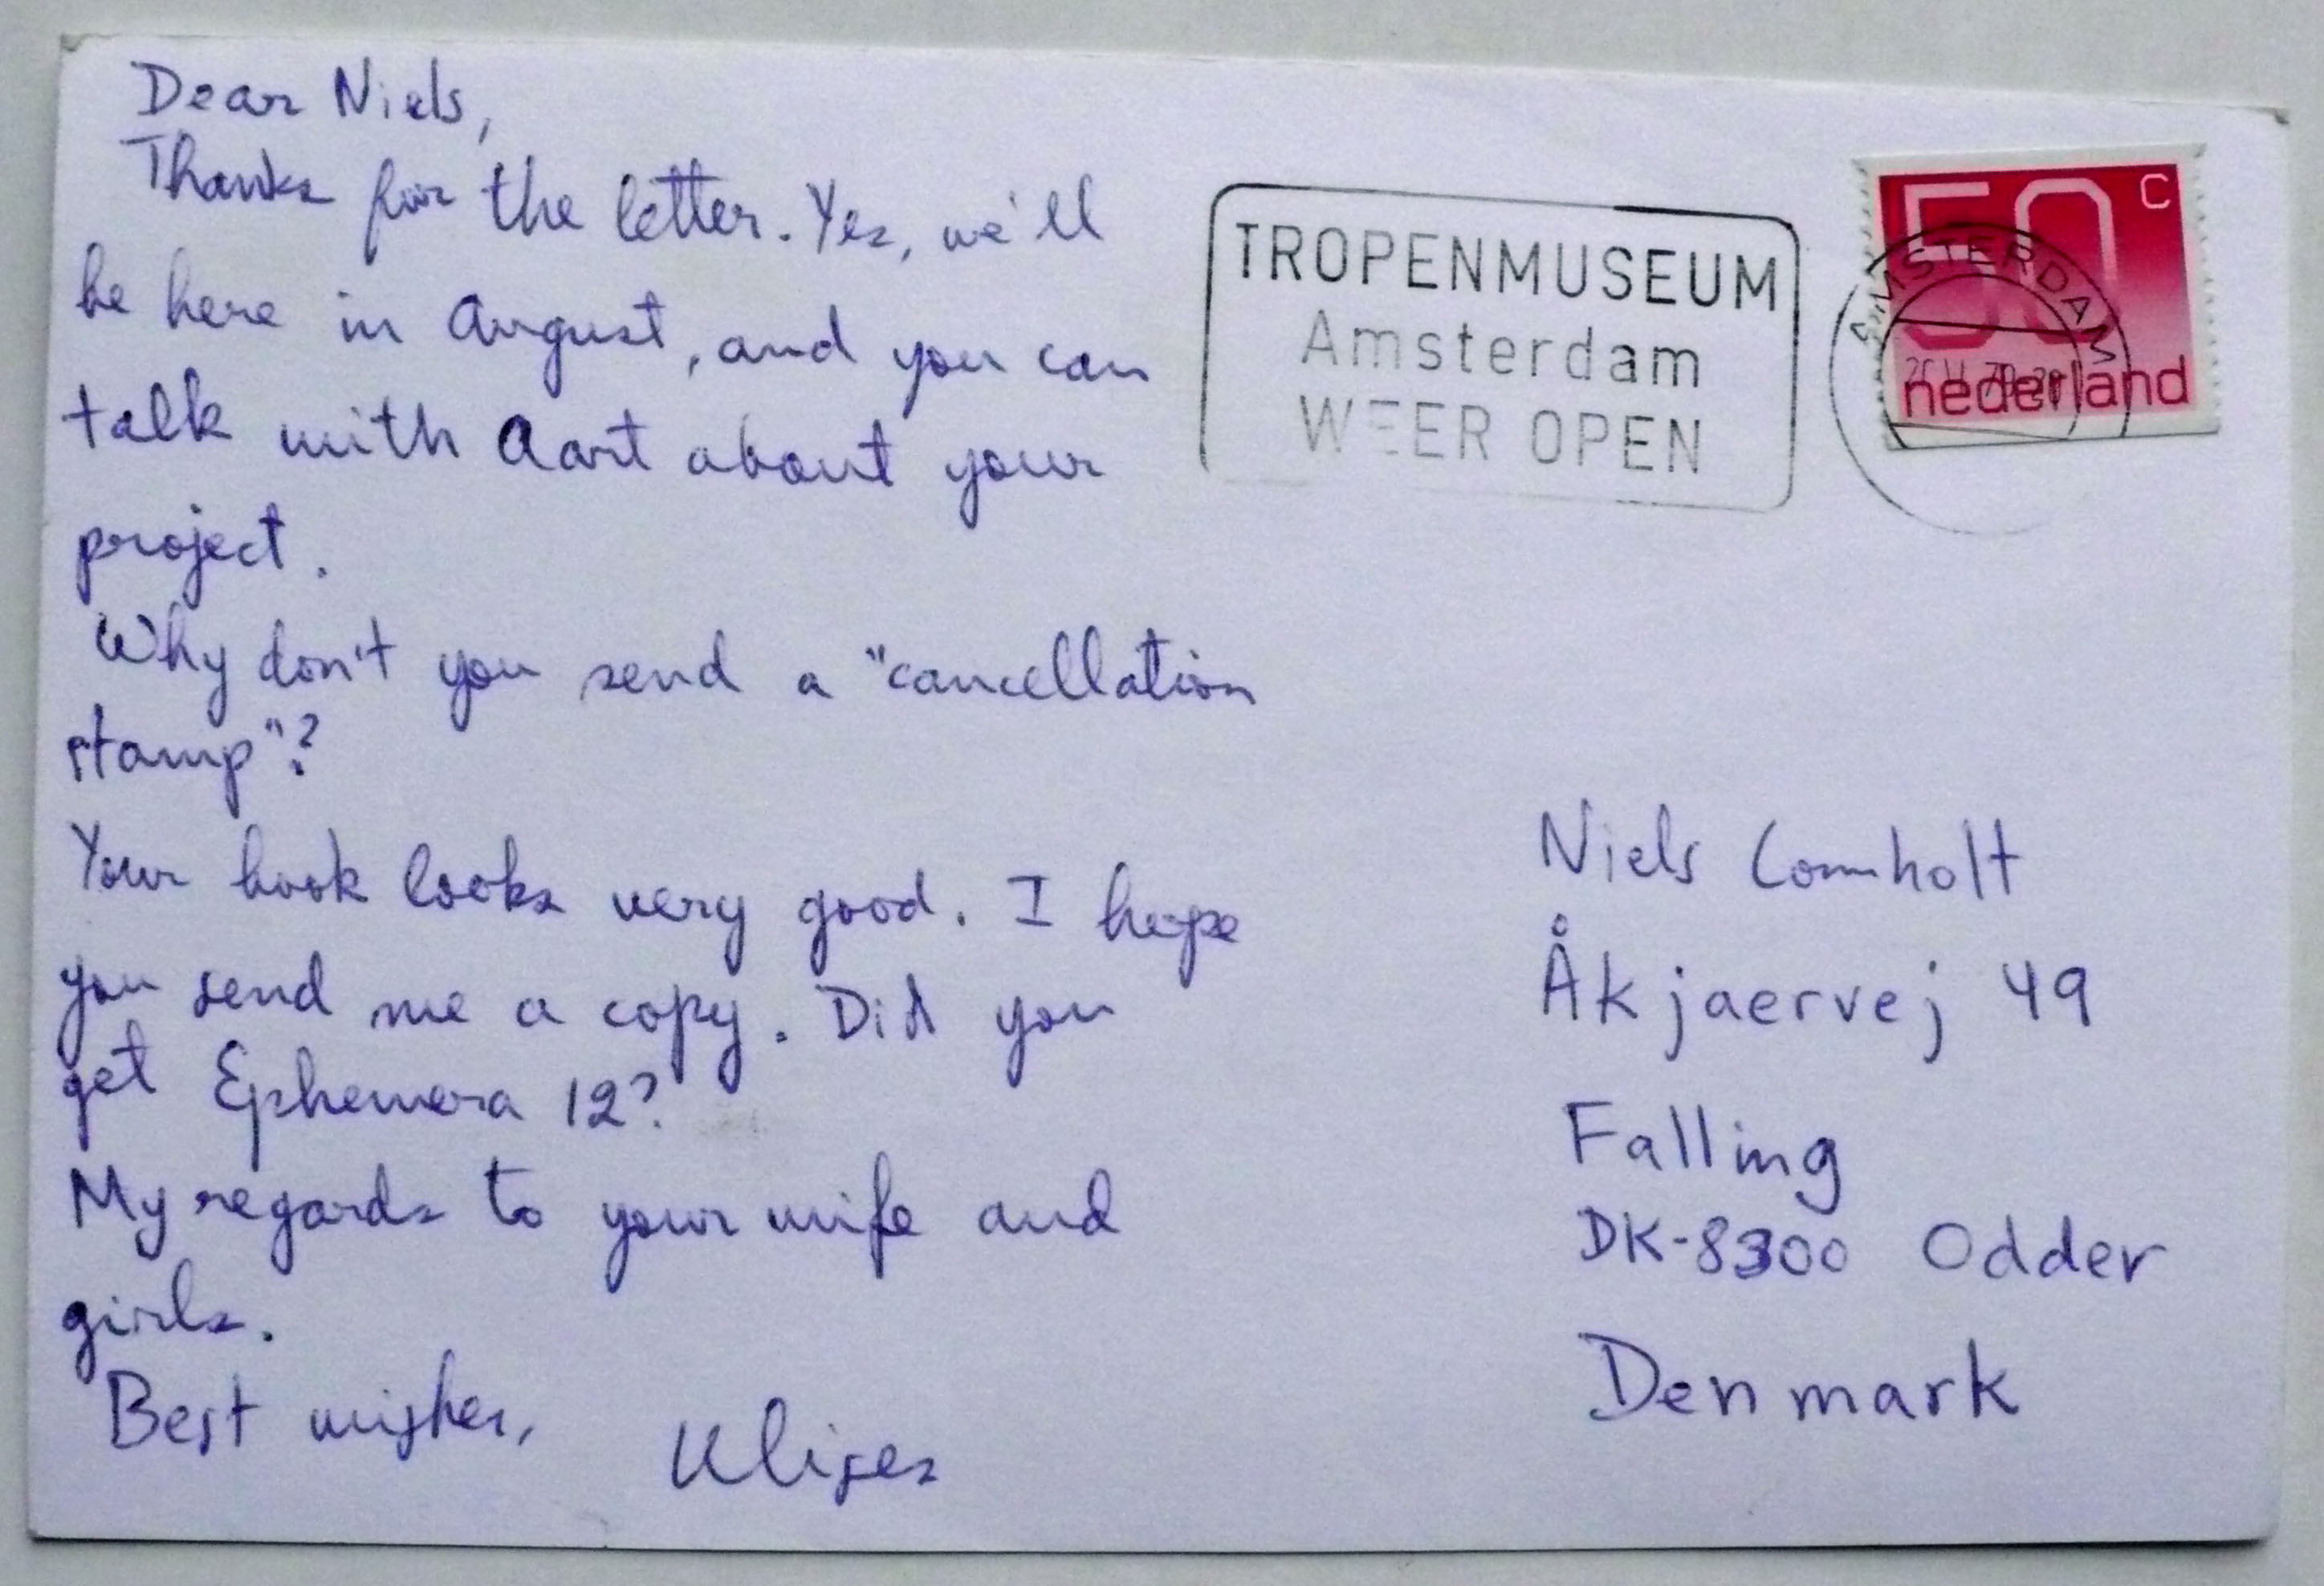 Dear Niels,
Thanks for the letter. Yes, we'll
be here in August, and you can
talk with Aart about your
project.
Why don't you send a "cancellation
stamp"?
Your book looks very good. I hope
you send me a copy. Did you
get Ephemera 12?
My regards to your wife and
girls.
Best wishes,
Ulises
TROPENMUSEUM
Amsterdam
WEER OPEN
50 c
nederland
AMSTERDAM
Niels Lomholt
Åkjaervej 49
Falling
DK-8300 Odder
Denmark